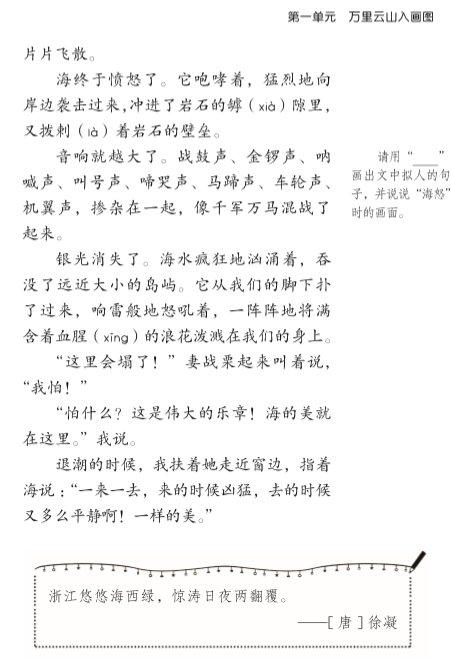 第一单元 万里云山入画图
片片飞散。
海终于愤怒了。它咆哮着，猛烈地向
岸边袭击过来，冲进了岩石的罅（xià）隙里，
又拨剌（là）着岩石的壁垒。
音响就越大了。战鼓声、金锣声、呐
喊声、叫号声、啼哭声、马蹄声、车轮声、
机翼声，掺杂在一起，像千军万马混战了
起来。
银光消失了。海水疯狂地汹涌着，吞
没了远近大小的岛屿。它从我们的脚下扑
了过来，响雷般地怒吼着，一阵阵地将满
含着血腥（xīng）的浪花泼溅在我们的身上。
“这里会塌了！”妻战栗起来叫着说，
“我怕！”
“怕什么？这是伟大的乐章！海的美就
在这里。”我说。
退潮的时候，我扶着她走近窗边，指着
海说：“一来一去，来的时候凶猛，去的时候
又多么平静啊！一样的美。”
请用“____”
画出文中拟人的句
子，并说说“海怒”
时的画面。
浙江悠悠海西绿，惊涛日夜两翻覆。
——[ 唐 ] 徐凝